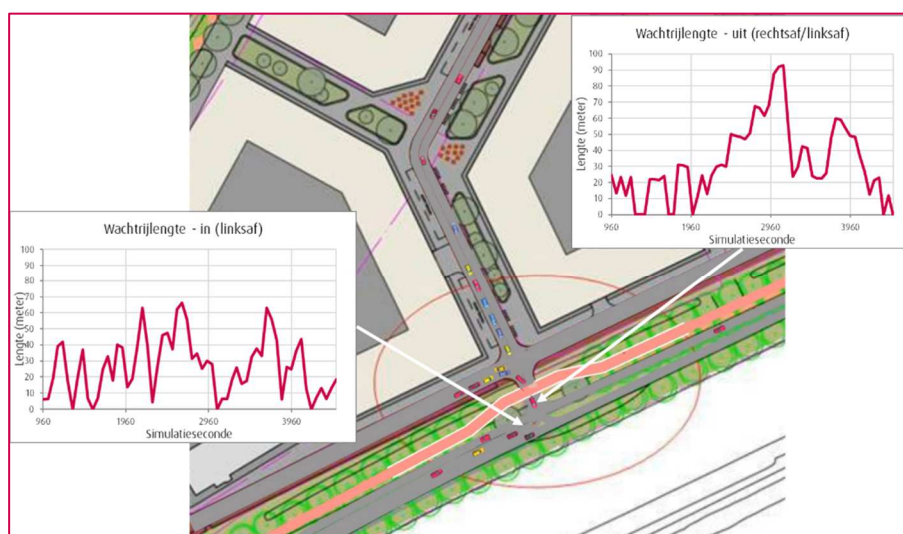 Wachtrijlengte - uit (rechtsaf/linksaf)
Lengte (meter)
100
90
80
70
60
50
40
30
20
10
0
960 1960 2960 3960
Simulatieseconde
Wachtrijlengte - in (linksaf)
Lengte (meter)
100
90
80
70
60
50
40
30
20
10
0
960 1960 2960 3960
Simulatieseconde